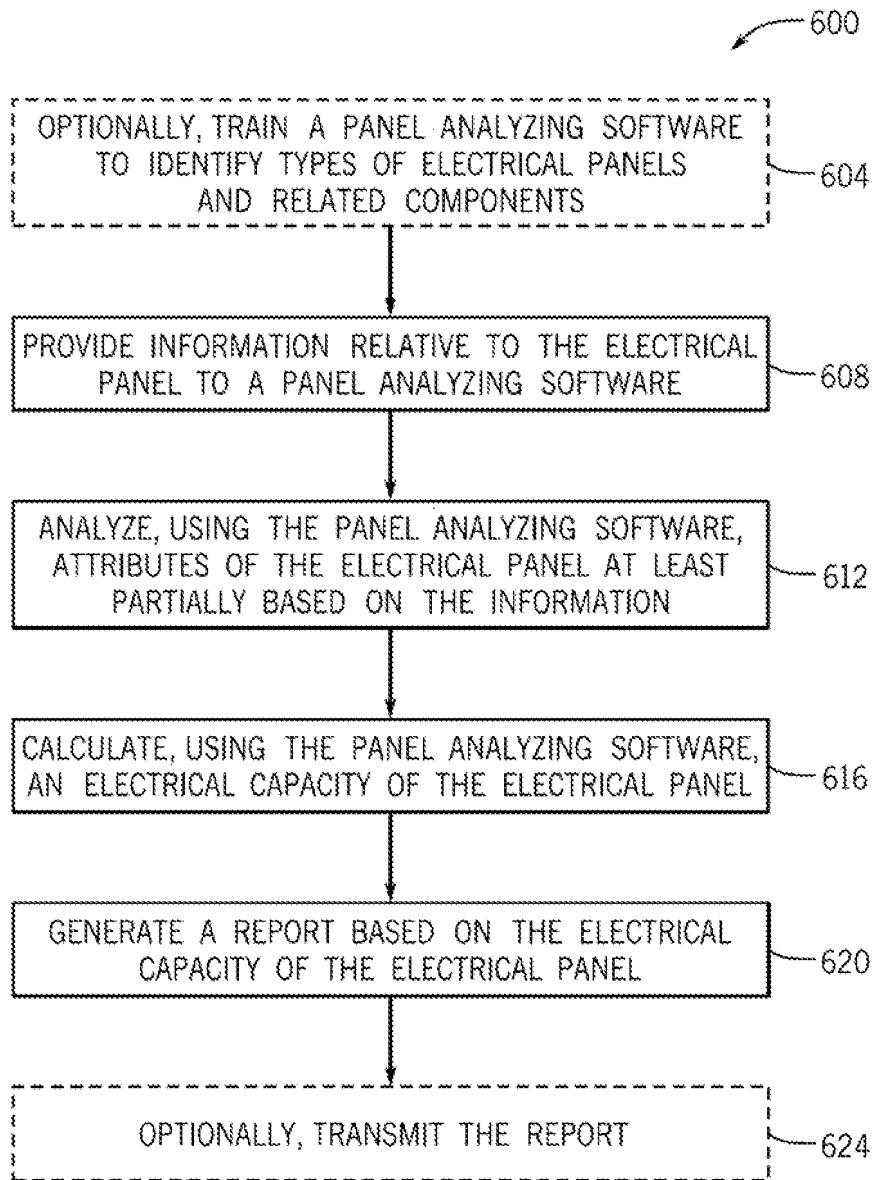 600
OPTIONALLY, TRAIN A PANEL ANALYZING SOFTWARE
TO IDENTIFY TYPES OF ELECTRICAL PANELS
AND RELATED COMPONENTS
604
PROVIDE INFORMATION RELATIVE TO THE ELECTRICAL
PANEL TO A PANEL ANALYZING SOFTWARE
608
ANALYZE, USING THE PANEL ANALYZING SOFTWARE,
ATTRIBUTES OF THE ELECTRICAL PANEL AT LEAST
PARTIALLY BASED ON THE INFORMATION
612
CALCULATE, USING THE PANEL ANALYZING SOFTWARE,
AN ELECTRICAL CAPACITY OF THE ELECTRICAL PANEL
616
GENERATE A REPORT BASED ON THE ELECTRICAL
CAPACITY OF THE ELECTRICAL PANEL
620
OPTIONALLY, TRANSMIT THE REPORT
624